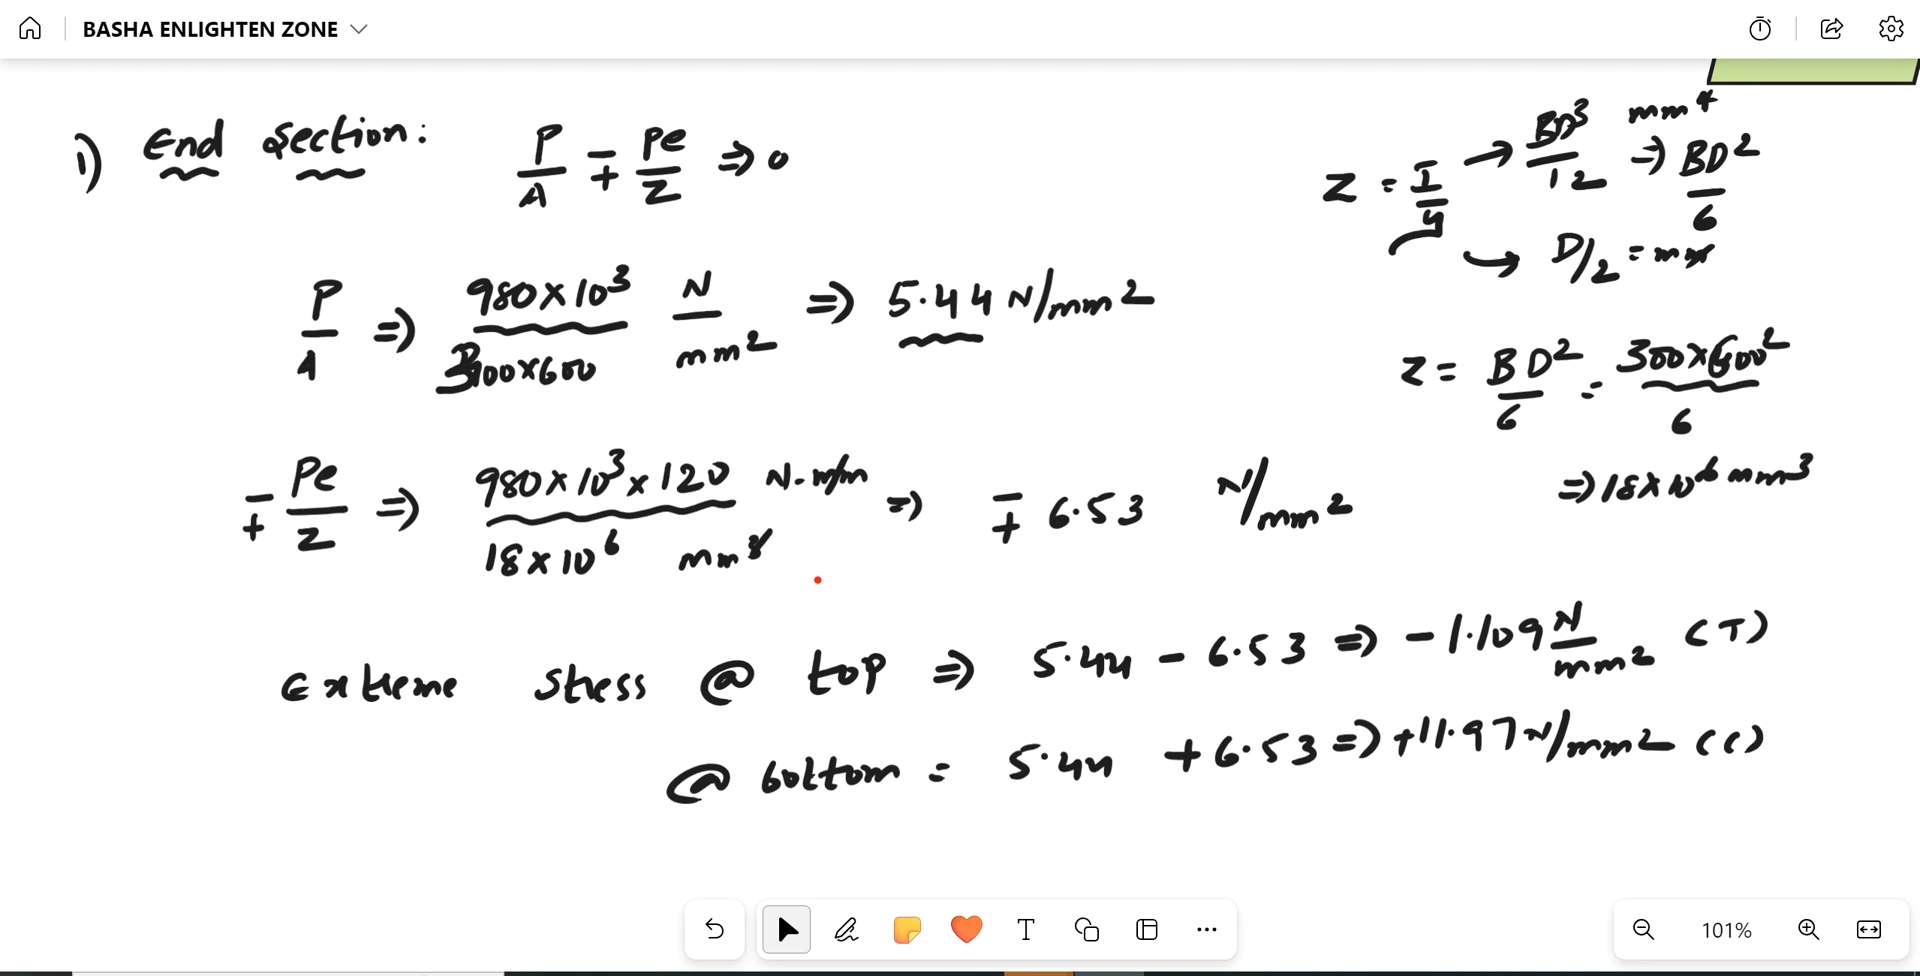 BASHA ENLIGHTEN ZONE
1) End Section: P/A ∓ Pe/Z ⇒ 0
Z = I/y → BD³/12 mm⁴ ⇒ BD²/6
→ D/2 = mm
P/A ⇒ 980×10³/300×600 N/mm² ⇒ 5.44 N/mm²
Z = BD²/6 = 300×600²/6
⇒ 18×10⁶ mm³
∓ Pe/Z ⇒ 980×10³×120/18×10⁶ N-mm/mm³ ⇒ ∓ 6.53 N/mm²
Extreme stress @ top ⇒ 5.44 - 6.53 ⇒ -1.109 N/mm² (T)
@ bottom = 5.44 + 6.53 ⇒ +11.97 N/mm² (C)
T
101%